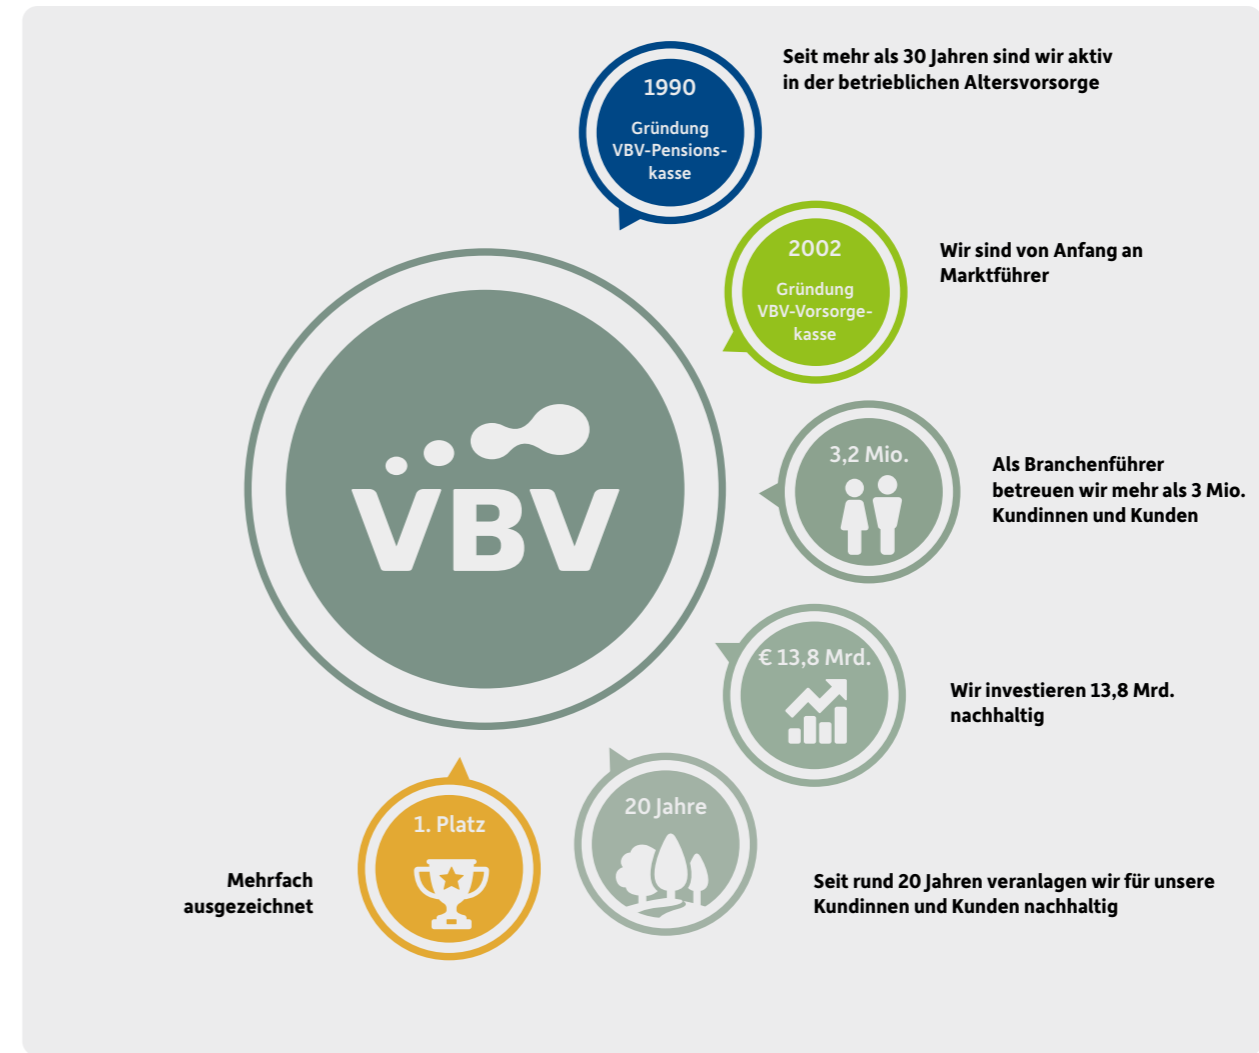 1990
Gründung
VBV-Pensions-
kasse
Seit mehr als 30 Jahren sind wir aktiv
in der betrieblichen Altersvorsorge
2002
Gründung
VBV-Vorsorge-
kasse
Wir sind von Anfang an
Marktführer
VBV
3,2 Mio.
Als Branchenführer
betreuen wir mehr als 3 Mio.
Kundinnen und Kunden
€ 13,8 Mrd.
Wir investieren 13,8 Mrd.
nachhaltig
20 Jahre
Seit rund 20 Jahren veranlagen wir für unsere
Kundinnen und Kunden nachhaltig
1. Platz
Mehrfach
ausgezeichnet